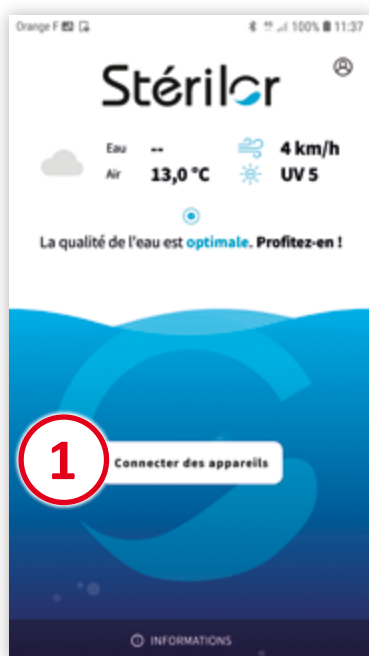 Orange F 100% 11:37
Stérilor
Eau -- 4 km/h
Air 13,0 °C UV 5
La qualité de l'eau est optimale. Profitez-en !
1 Connecter des appareils
INFORMATIONS